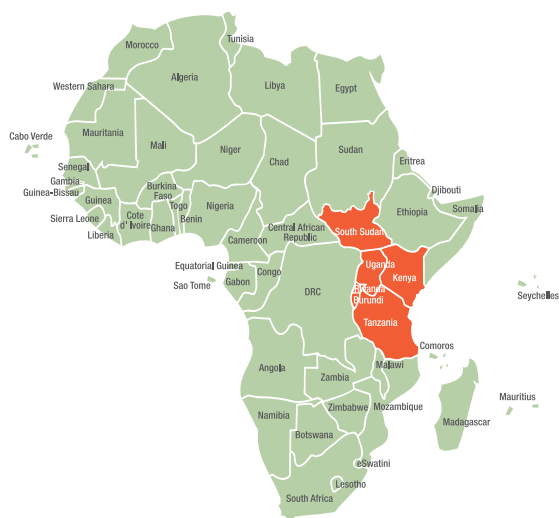 Tunisia
Morocco
Algeria
Libya
Egypt
Western Sahara
Mauritania
Cabo Verde
Mali
Niger
Chad
Sudan
Eritrea
Senegal
Gambia
Guinea-Bissau
Guinea
Burkina
Faso
Togo
Benin
Nigeria
Djibouti
Somalia
Ethiopia
Sierra Leone
Cote
d' Ivoire
Ghana
Liberia
Central African
Republic
South Sudan
Cameroon
Equatorial Guinea
Sao Tome
Gabon
Congo
DRC
Uganda
Kenya
Rwanda
Burundi
Tanzania
Seychelles
Comoros
Angola
Malawi
Zambia
Mozambique
Zimbabwe
Namibia
Botswana
Madagascar
Mauritius
eSwatini
Lesotho
South Africa